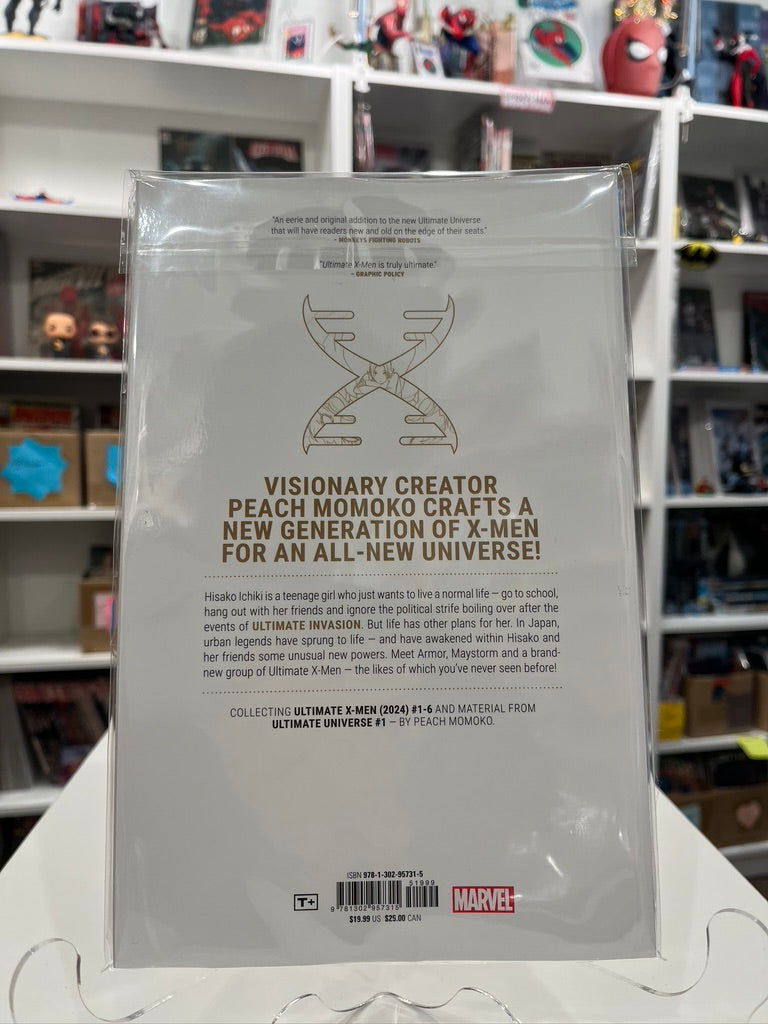 "An eerie and original addition to the new Ultimate Universe
that will have readers new and old on the edge of their seats."
- MONKEYS FIGHTING ROBOTS
"Ultimate X-Men is truly ultimate."
- GRAPHIC POLICY
VISIONARY CREATOR
PEACH MOMOKO CRAFTS A
NEW GENERATION OF X-MEN
FOR AN ALL-NEW UNIVERSE!
Hisako Ichiki is a teenage girl who just wants to live a normal life — go to school,
hang out with her friends and ignore the political strife boiling over after the
events of ULTIMATE INVASION. But life has other plans for her. In Japan,
urban legends have sprung to life — and have awakened within Hisako and
her friends some unusual new powers. Meet Armor, Maystorm and a brand-
new group of Ultimate X-Men — the likes of which you've never seen before!
COLLECTING ULTIMATE X-MEN (2024) #1-6 AND MATERIAL FROM
ULTIMATE UNIVERSE #1 — BY PEACH MOMOKO.
ISBN 978-1-302-95731-5
51999
T+
9 781302 957315
MARVEL
$19.99 US $25.00 CAN